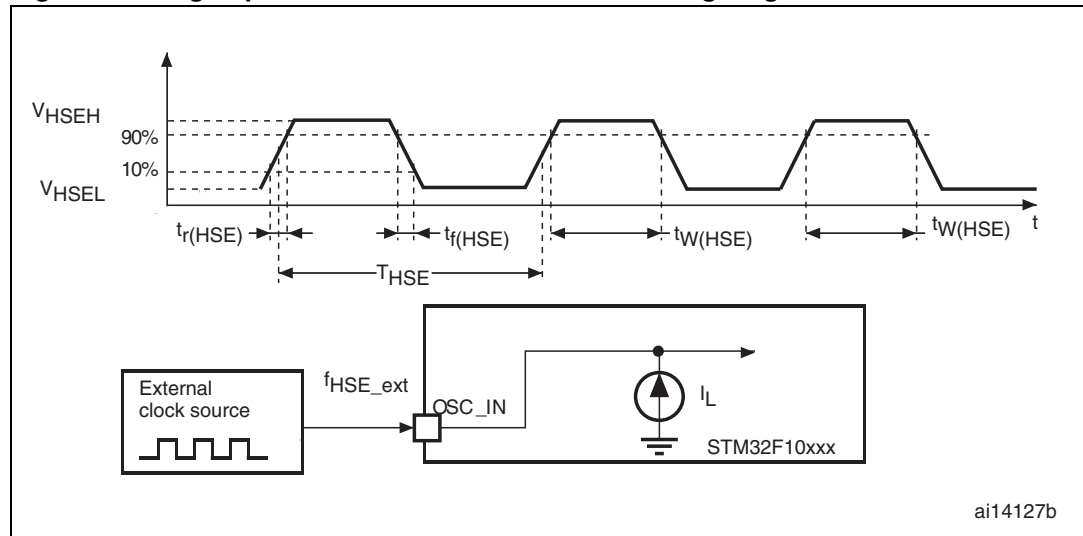 VHSEH
90%
10%
VHSEL
tr(HSE)
tf(HSE)
tW(HSE)
tW(HSE)
t
THSE
External
clock source
fHSE_ext
OSC_IN
IL
STM32F10xxx
ai14127b